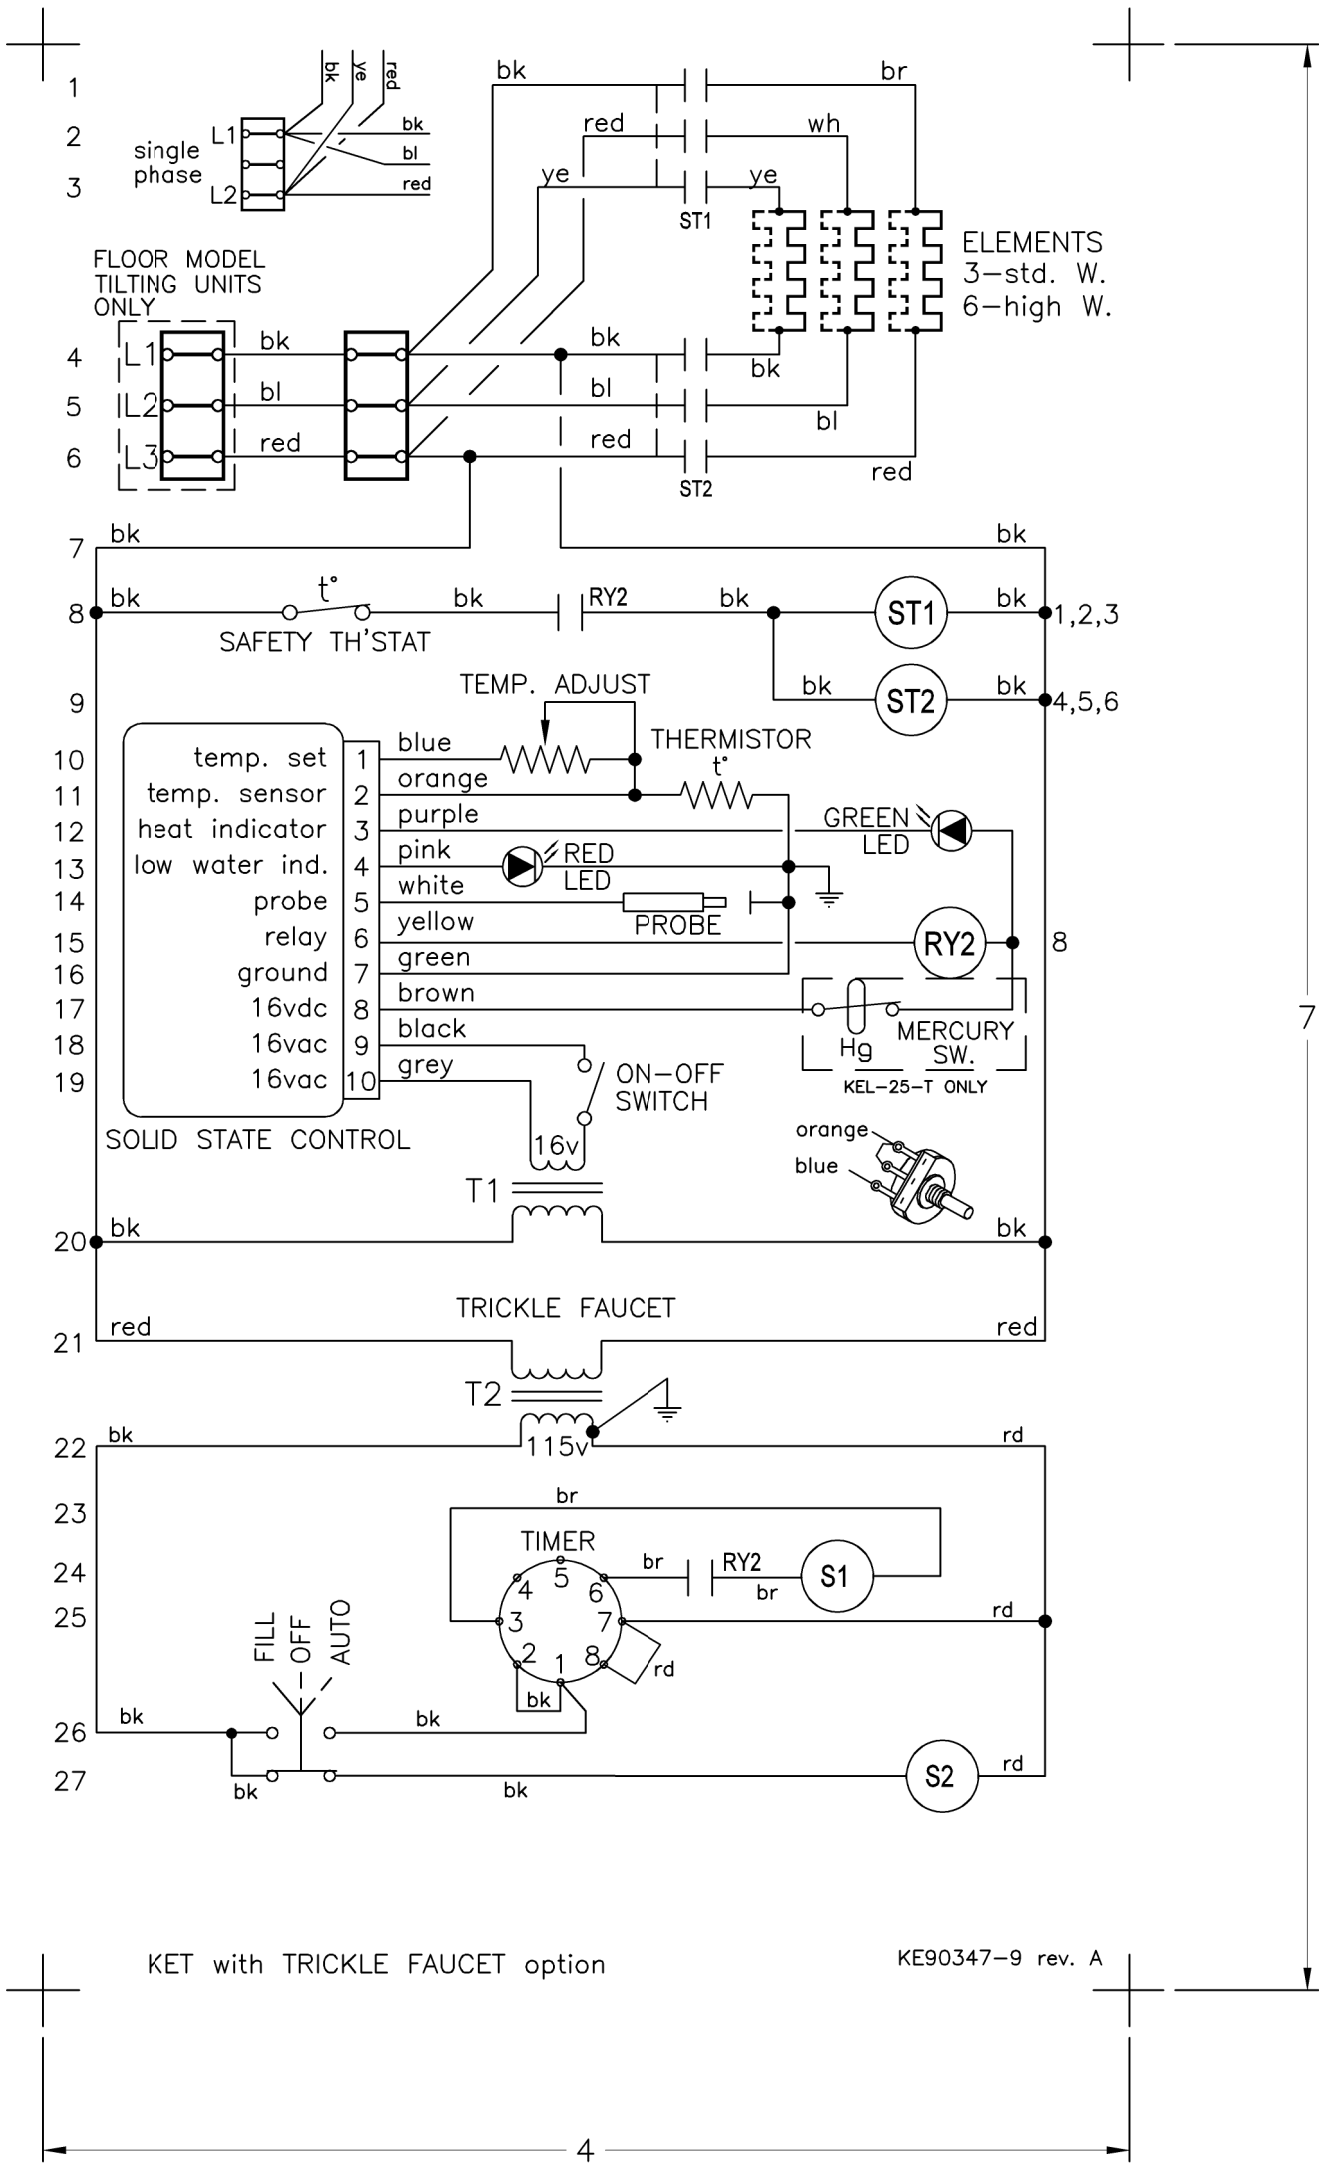 bk
ye
red
1
bk
br
2
L1
bk
red
wh
single
phase
bl
3
L2
red
ye
ye
ST1
FLOOR MODEL
TILTING UNITS
ONLY
ELEMENTS
3-std. W.
6-high W.
4
L1
bk
bk
bk
5
L2
bl
bl
bl
6
L3
red
red
red
ST2
7
bk
bk
8
bk
t°
bk
RY2
bk
ST1
bk
1,2,3
SAFETY TH'STAT
9
TEMP. ADJUST
bk
ST2
bk
4,5,6
THERMISTOR
t°
10
temp. set
1
blue
11
temp. sensor
2
orange
12
heat indicator
3
purple
GREEN
LED
13
low water ind.
4
pink
RED
LED
14
probe
5
white
PROBE
15
relay
6
yellow
RY2
8
16
ground
7
green
17
16vdc
8
brown
Hg
MERCURY
SW.
KEL-25-T ONLY
18
16vac
9
black
19
16vac
10
grey
ON-OFF
SWITCH
SOLID STATE CONTROL
16v
orange
blue
T1
20
bk
bk
TRICKLE FAUCET
21
red
red
T2
22
bk
115v
rd
23
br
TIMER
24
4
5
6
br
RY2
br
S1
25
3
7
rd
2
1
8
rd
bk
FILL
OFF
AUTO
26
bk
bk
27
bk
bk
S2
rd
KET with TRICKLE FAUCET option
KE90347-9 rev. A
7
4